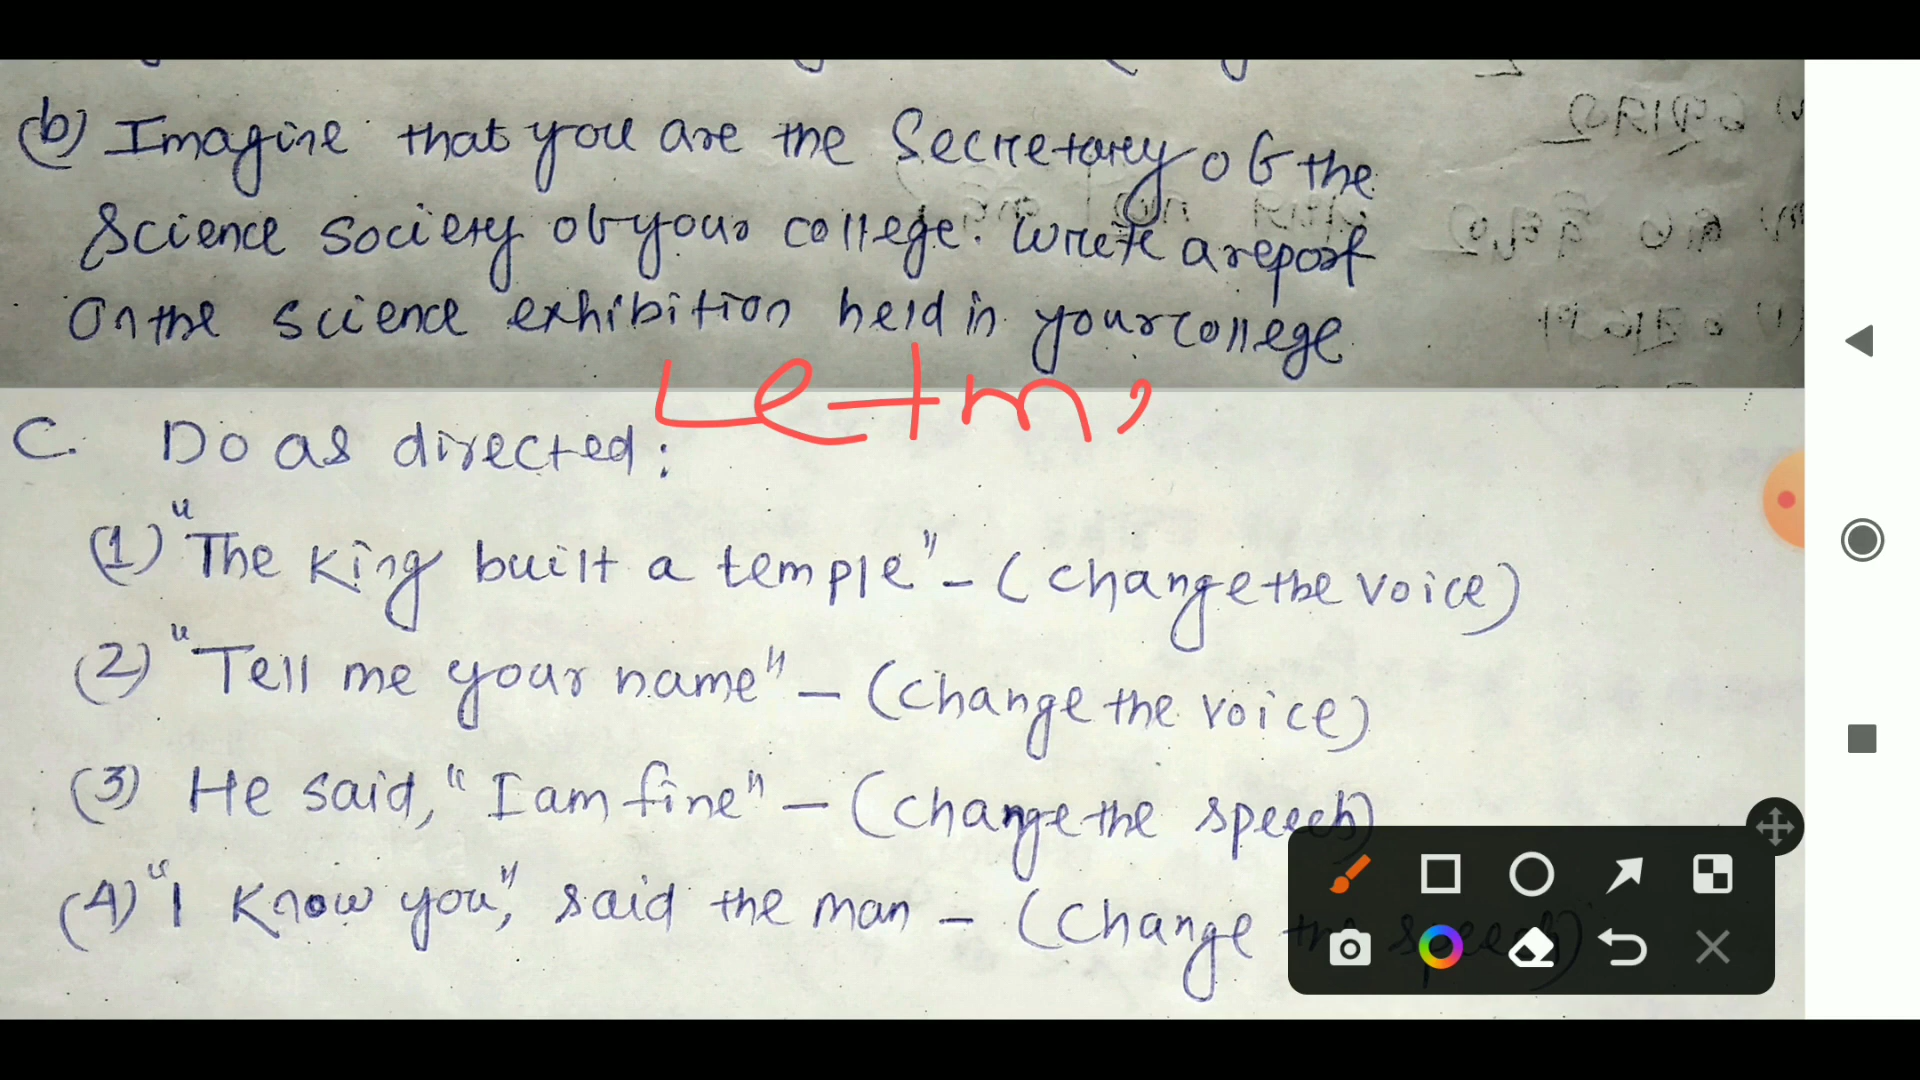 (b) Imagine that you are the Secretary of the
Science Society of your college. Write a report
On the science exhibition held in your college
Letm,
C. Do as directed:
(1) "The King built a temple" - (change the voice)
(2) "Tell me your name" - (change the voice)
(3) He said, "I am fine" - (change the speech)
(4) "I know you", said the man - (change the speech)